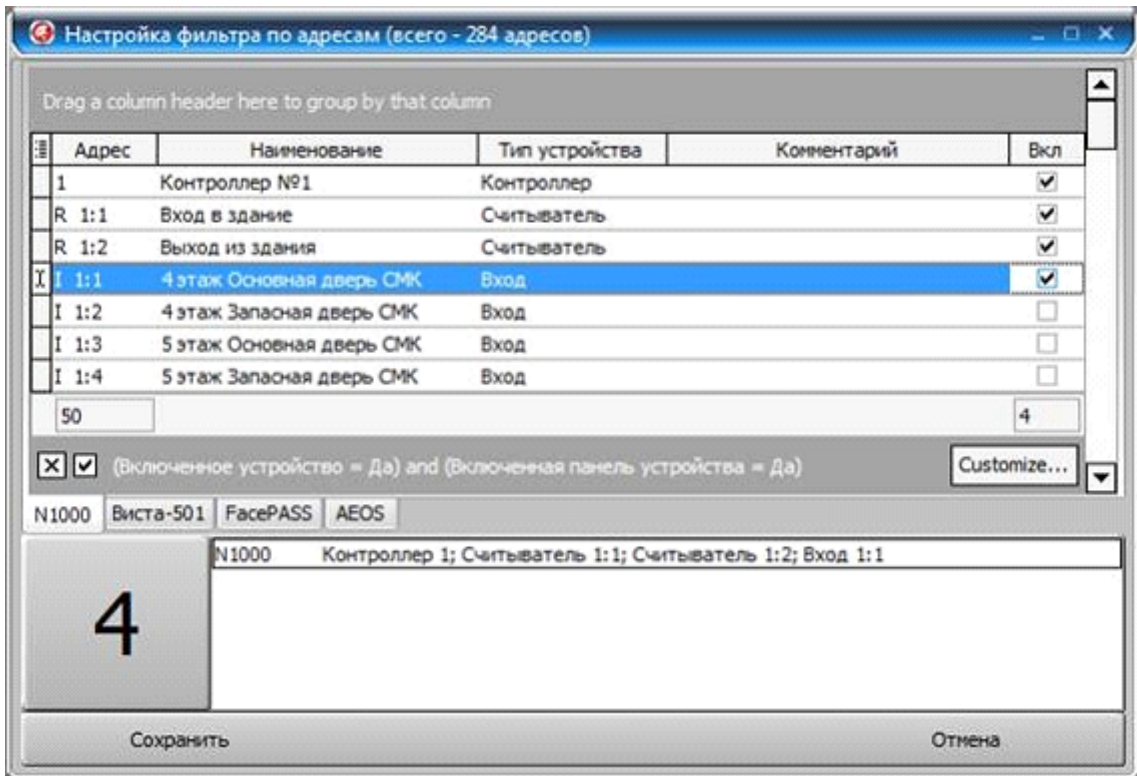 Настройка фильтра по адресам (всего - 284 адресов)
Drag a column header here to group by that column
Адрес Наименование Тип устройства Комментарий Вкл
1 Контроллер №1 Контроллер
R 1:1 Вход в здание Считыватель
R 1:2 Выход из здания Считыватель
I 1:1 4 этаж Основная дверь СМК Вход
I 1:2 4 этаж Запасная дверь СМК Вход
I 1:3 5 этаж Основная дверь СМК Вход
I 1:4 5 этаж Запасная дверь СМК Вход
50 4
(Включенное устройство = Да) and (Включенная панель устройства = Да) Customize...
N1000 Виста-501 FacePASS AEOS
N1000 Контроллер 1; Считыватель 1:1; Считыватель 1:2; Вход 1:1
4
Сохранить Отмена